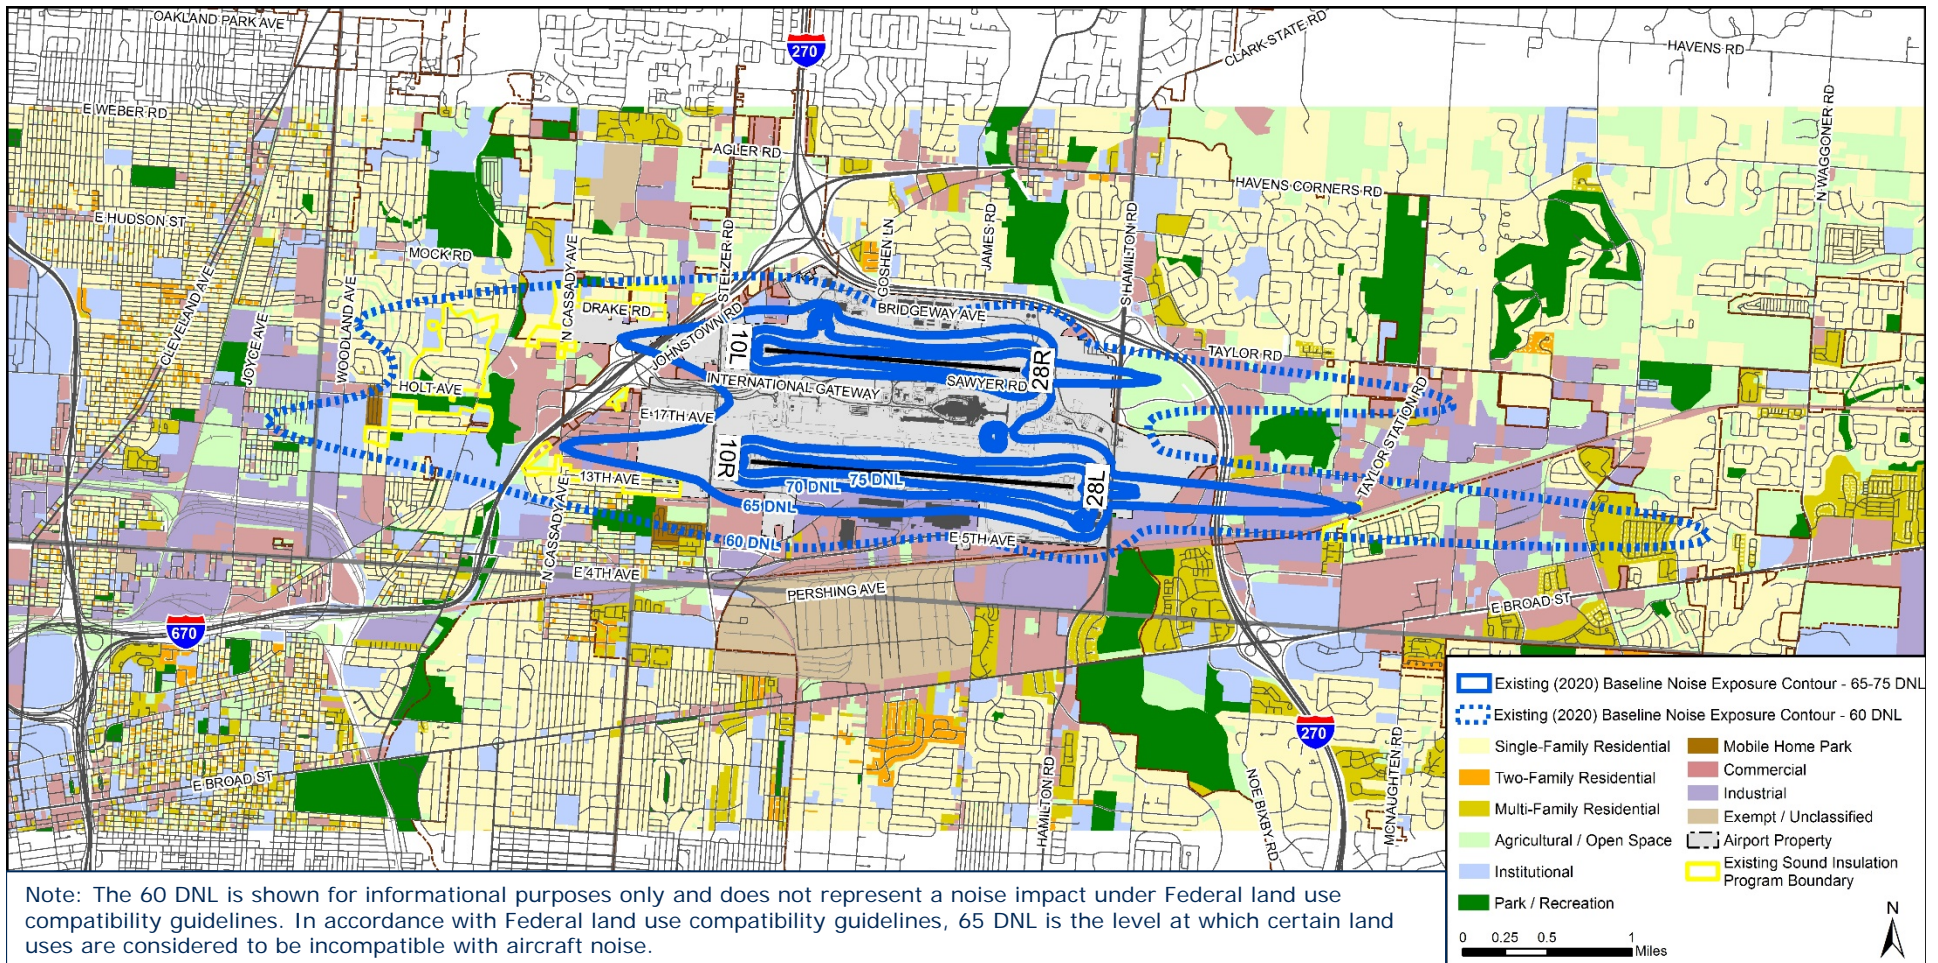 OAKLAND PARK AVE
270
CLARK STATE RD
HAVENS RD
E WEBER RD
AGLER RD
N WAGGONER RD
HAVENS CORNERS RD
E HUDSON ST
MOCK RD
N CASSADY AVE
STELZER RD
GOSHEN LN
JAMES RD
S HAMILTON RD
CLEVELAND AVE
JOYCE AVE
WOODLAND AVE
DRAKE RD
JOHNSTOWN RD
BRIDGEWAY AVE
TAYLOR RD
10L
28R
HOLT AVE
INTERNATIONAL GATEWAY
SAWYER RD
E 17TH AVE
TAYLOR STATION RD
10R
28L
13TH AVE
70 DNL
75 DNL
65 DNL
60 DNL
E 5TH AVE
N CASSADY AVE
E 4TH AVE
PERSHING AVE
E BROAD ST
670
E BROAD ST
HAMILTON RD
NOE BIXBY RD
270
MCNAUGHTEN RD
Existing (2020) Baseline Noise Exposure Contour - 65-75 DNL
Existing (2020) Baseline Noise Exposure Contour - 60 DNL
Single-Family Residential
Two-Family Residential
Multi-Family Residential
Agricultural / Open Space
Institutional
Park / Recreation
Mobile Home Park
Commercial
Industrial
Exempt / Unclassified
Airport Property
Existing Sound Insulation
Program Boundary
N
0 0.25 0.5 1
Miles
Note: The 60 DNL is shown for informational purposes only and does not represent a noise impact under Federal land use
compatibility guidelines. In accordance with Federal land use compatibility guidelines, 65 DNL is the level at which certain land
uses are considered to be incompatible with aircraft noise.